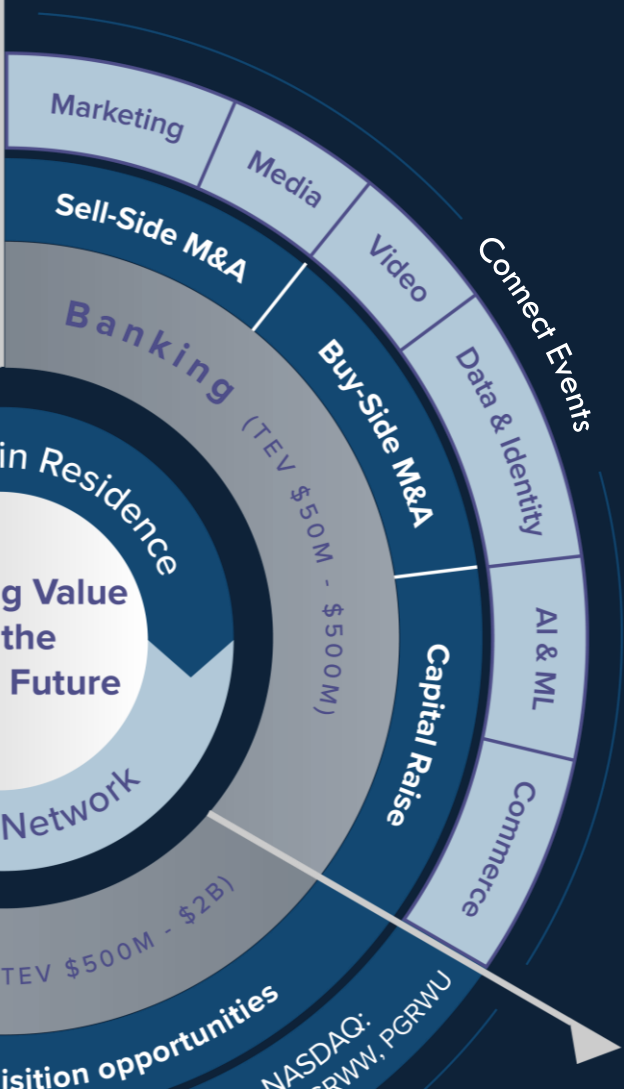 Marketing
Media
Video
Data & Identity
AI & ML
Commerce
Connect Events
Sell-Side M&A
Buy-Side M&A
Capital Raise
Banking (TEV $50M - $500M)
in Residence
g Value
the
Future
Network
TEV $500M - $2B)
isition opportunities
NASDAQ:
GRWW, PGRWU